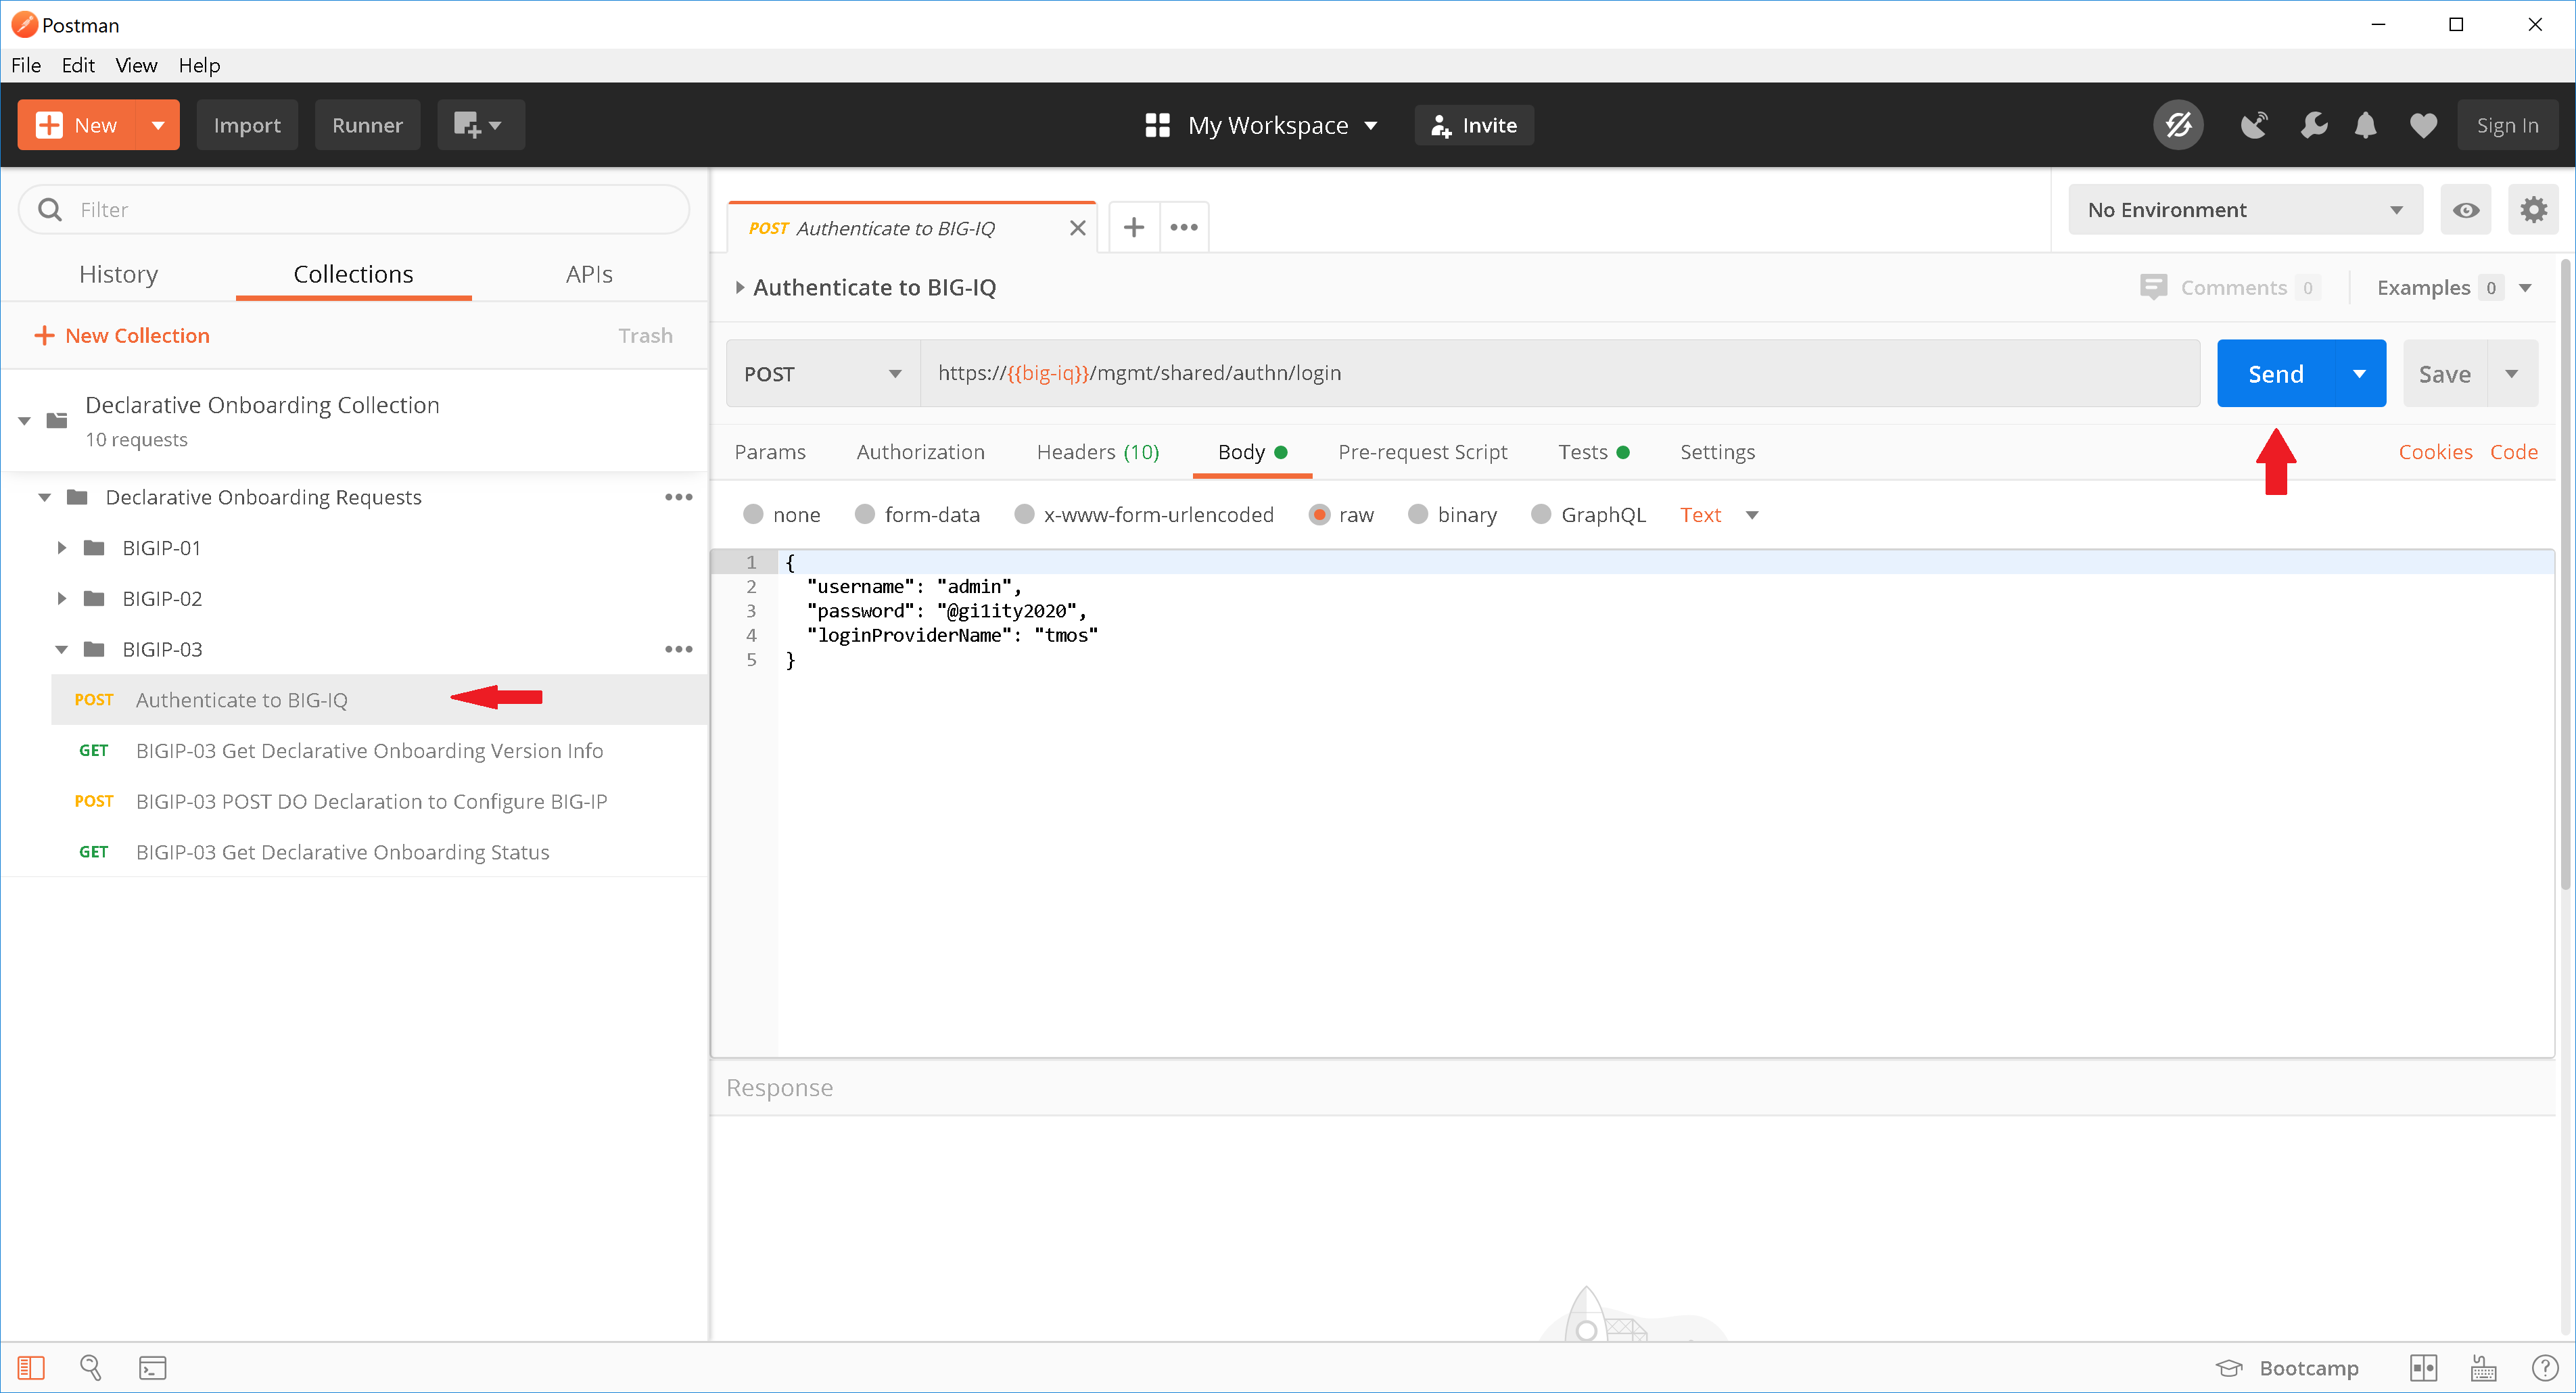 Postman
File Edit View Help
New Import Runner My Workspace Invite Sign In
Filter
History Collections APIs
+ New Collection Trash
Declarative Onboarding Collection
10 requests
Declarative Onboarding Requests
BIGIP-01
BIGIP-02
BIGIP-03
POST Authenticate to BIG-IQ
GET BIGIP-03 Get Declarative Onboarding Version Info
POST BIGIP-03 POST DO Declaration to Configure BIG-IP
GET BIGIP-03 Get Declarative Onboarding Status
POST Authenticate to BIG-IQ
No Environment
Authenticate to BIG-IQ Comments 0 Examples 0
POST https://{{big-iq}}/mgmt/shared/authn/login Send Save
Params Authorization Headers (10) Body Pre-request Script Tests Settings Cookies Code
none form-data x-www-form-urlencoded raw binary GraphQL Text
1 {
2 "username": "admin",
3 "password": "@gi1ity2020",
4 "loginProviderName": "tmos"
5 }
Response
Bootcamp